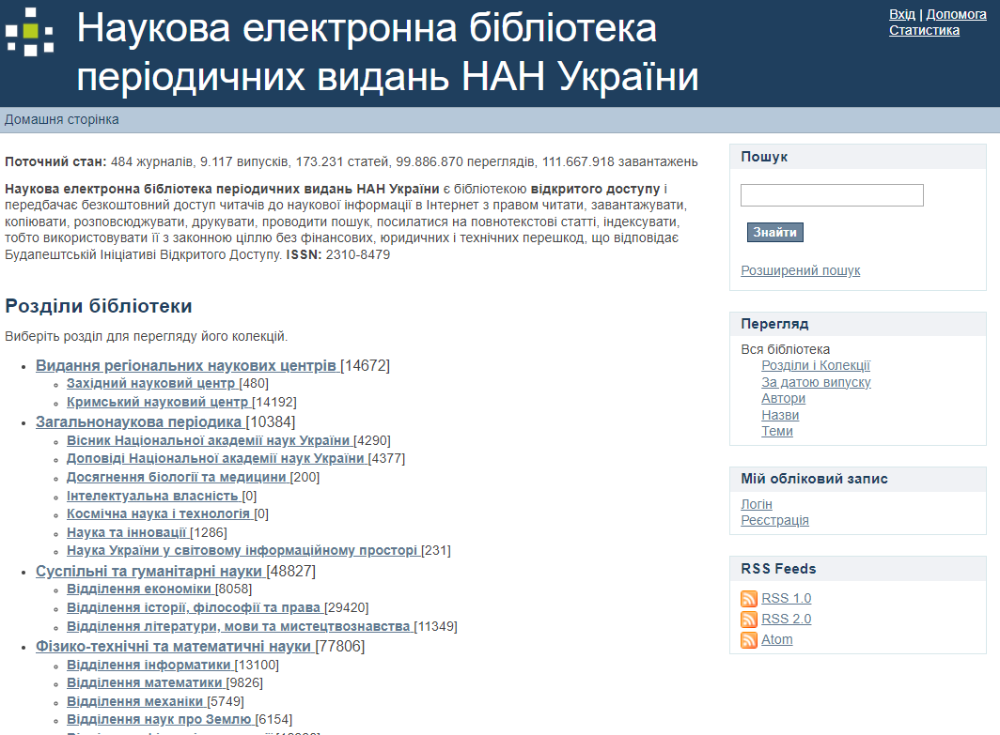 Наукова електронна бібліотека
періодичних видань НАН України
Вхід | Допомога
Статистика
Домашня сторінка
Поточний стан: 484 журналів, 9.117 випусків, 173.231 статей, 99.886.870 переглядів, 111.667.918 завантажень
Наукова електронна бібліотека періодичних видань НАН України є бібліотекою відкритого доступу і
передбачає безкоштовний доступ читачів до наукової інформації в Інтернет з правом читати, завантажувати,
копіювати, розповсюджувати, друкувати, проводити пошук, посилатися на повнотекстові статті, індексувати,
тобто використовувати її з законною ціллю без фінансових, юридичних і технічних перешкод, що відповідає
Будапештській Ініціативі Відкритого Доступу. ISSN: 2310-8479
Розділи бібліотеки
Виберіть розділ для перегляду його колекцій.
Видання регіональних наукових центрів [14672]
Західний науковий центр [480]
Кримський науковий центр [14192]
Загальнонаукова періодика [10384]
Вісник Національної академії наук України [4290]
Доповіді Національної академії наук України [4377]
Досягнення біології та медицини [200]
Інтелектуальна власність [0]
Космічна наука і технологія [0]
Наука та інновації [1286]
Наука України у світовому інформаційному просторі [231]
Суспільні та гуманітарні науки [48827]
Відділення економіки [8058]
Відділення історії, філософії та права [29420]
Відділення літератури, мови та мистецтвознавства [11349]
Фізико-технічні та математичні науки [77806]
Відділення інформатики [13100]
Відділення математики [9826]
Відділення механіки [5749]
Відділення наук про Землю [6154]
Пошук
Знайти
Розширений пошук
Перегляд
Вся бібліотека
Розділи і Колекції
За датою випуску
Автори
Назви
Теми
Мій обліковий запис
Логін
Реєстрація
RSS Feeds
RSS 1.0
RSS 2.0
Atom